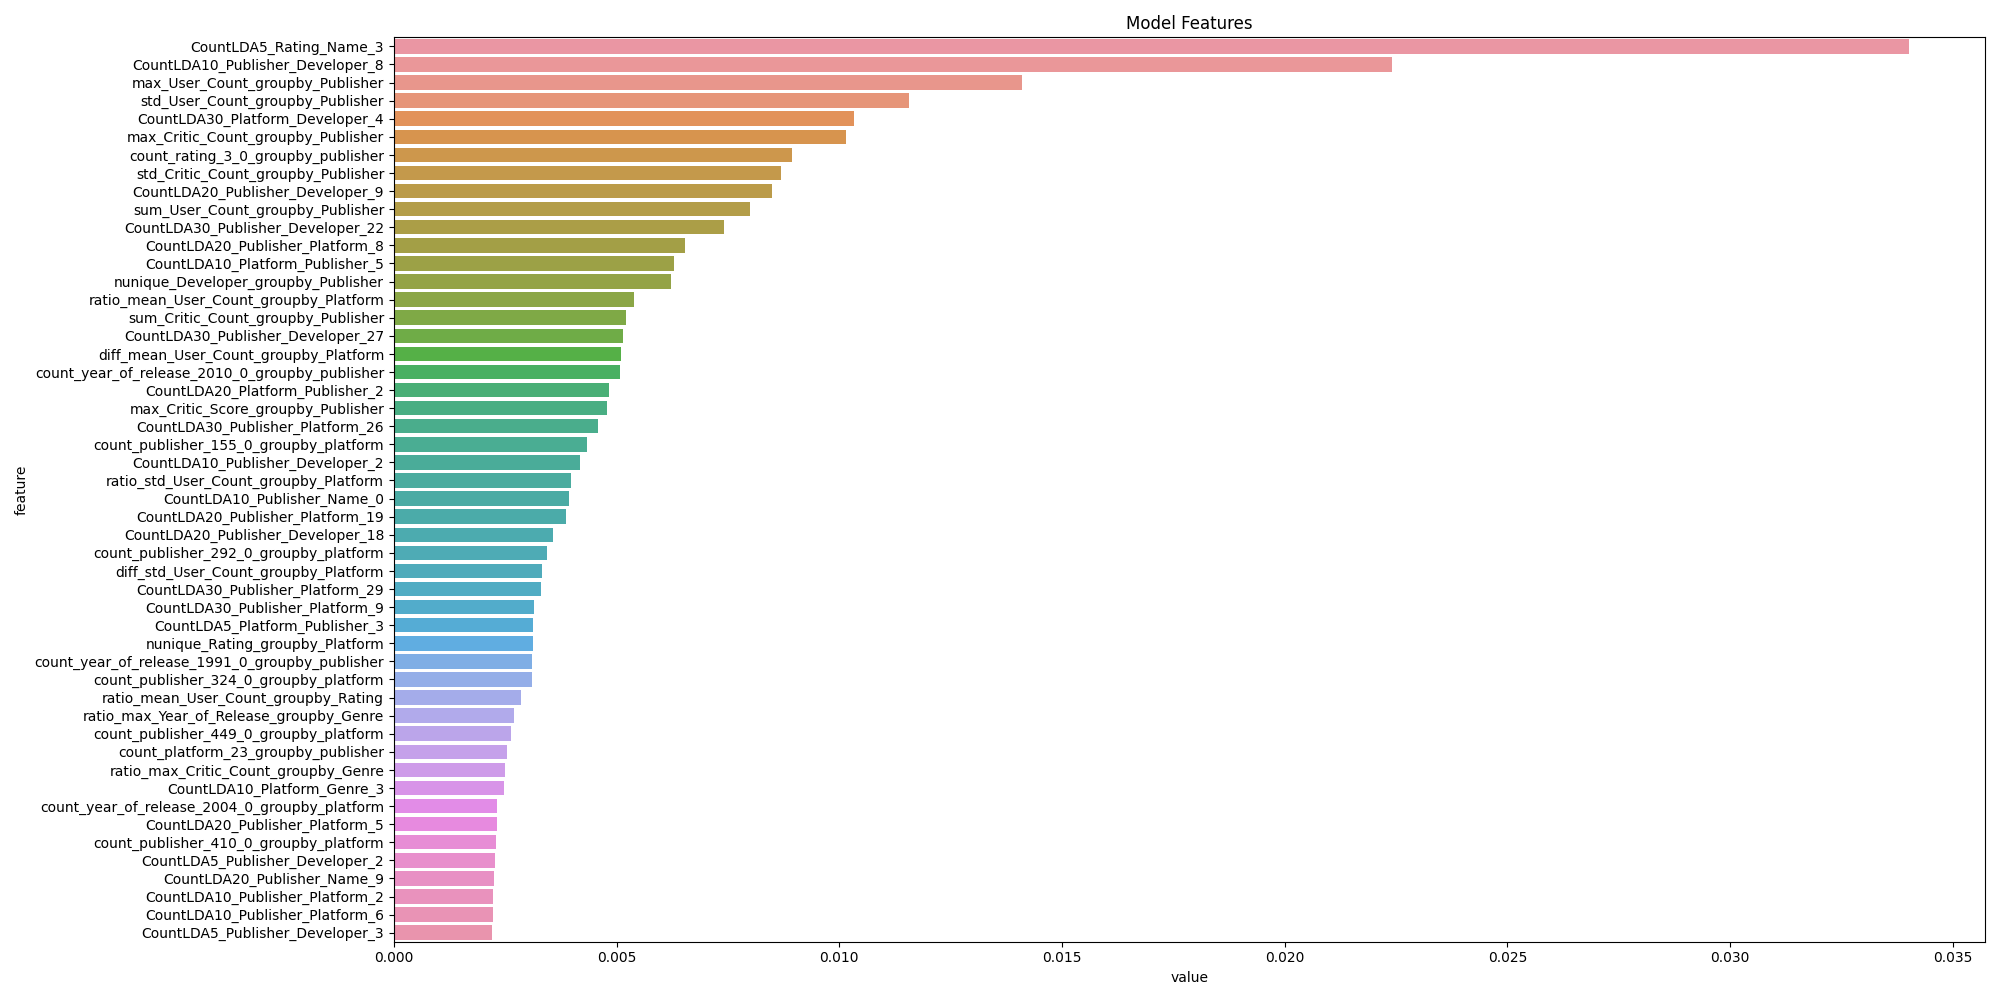 Model Features
CountLDA5_Rating_Name_3
CountLDA10_Publisher_Developer_8
max_User_Count_groupby_Publisher
std_User_Count_groupby_Publisher
CountLDA30_Platform_Developer_4
max_Critic_Count_groupby_Publisher
count_rating_3_0_groupby_publisher
std_Critic_Count_groupby_Publisher
CountLDA20_Publisher_Developer_9
sum_User_Count_groupby_Publisher
CountLDA30_Publisher_Developer_22
CountLDA20_Publisher_Platform_8
CountLDA10_Platform_Publisher_5
nunique_Developer_groupby_Publisher
ratio_mean_User_Count_groupby_Platform
sum_Critic_Count_groupby_Publisher
CountLDA30_Publisher_Developer_27
diff_mean_User_Count_groupby_Platform
count_year_of_release_2010_0_groupby_publisher
CountLDA20_Platform_Publisher_2
max_Critic_Score_groupby_Publisher
CountLDA30_Publisher_Platform_26
count_publisher_155_0_groupby_platform
CountLDA10_Publisher_Developer_2
ratio_std_User_Count_groupby_Platform
CountLDA10_Publisher_Name_0
CountLDA20_Publisher_Platform_19
CountLDA20_Publisher_Developer_18
count_publisher_292_0_groupby_platform
diff_std_User_Count_groupby_Platform
CountLDA30_Publisher_Platform_29
CountLDA30_Publisher_Platform_9
CountLDA5_Platform_Publisher_3
nunique_Rating_groupby_Platform
count_year_of_release_1991_0_groupby_publisher
count_publisher_324_0_groupby_platform
ratio_mean_User_Count_groupby_Rating
ratio_max_Year_of_Release_groupby_Genre
count_publisher_449_0_groupby_platform
count_platform_23_groupby_publisher
ratio_max_Critic_Count_groupby_Genre
CountLDA10_Platform_Genre_3
count_year_of_release_2004_0_groupby_platform
CountLDA20_Publisher_Platform_5
count_publisher_410_0_groupby_platform
CountLDA5_Publisher_Developer_2
CountLDA20_Publisher_Name_9
CountLDA10_Publisher_Platform_2
CountLDA10_Publisher_Platform_6
CountLDA5_Publisher_Developer_3
feature
0.000 0.005 0.010 0.015 0.020 0.025 0.030 0.035
value